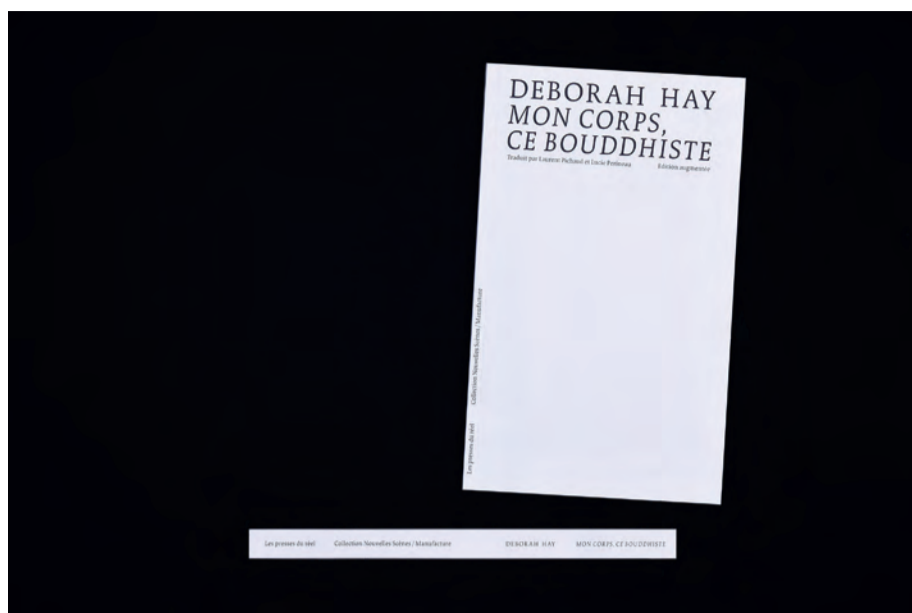 DEBORAH HAY
MON CORPS,
CE BOUDDHISTE
Traduit par Laurent Pichaud et Lucie Perineau Édition augmentée
Les presses du réel Collection Nouvelles Scènes / Manufacture
Les presses du réel Collection Nouvelles Scènes / Manufacture DEBORAH HAY MON CORPS, CE BOUDDHISTE